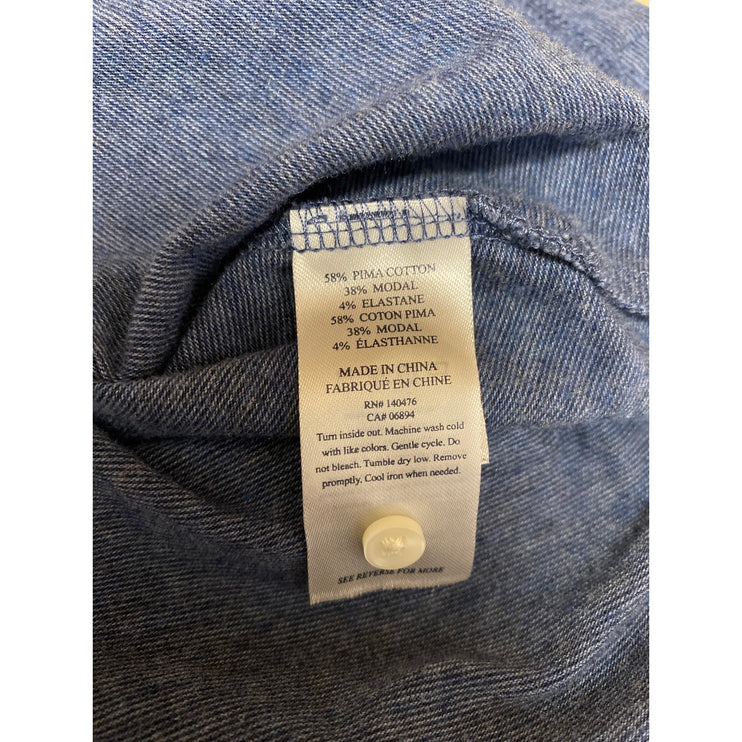 58% PIMA COTTON
38% MODAL
4% ELASTANE
58% COTON PIMA
38% MODAL
4% ÉLASTHANNE
MADE IN CHINA
FABRIQUÉ EN CHINE
RN# 140476
CA# 06894
Turn inside out. Machine wash cold
with like colors. Gentle cycle. Do
not bleach. Tumble dry low. Remove
promptly. Cool iron when needed.
SEE REVERSE FOR MORE